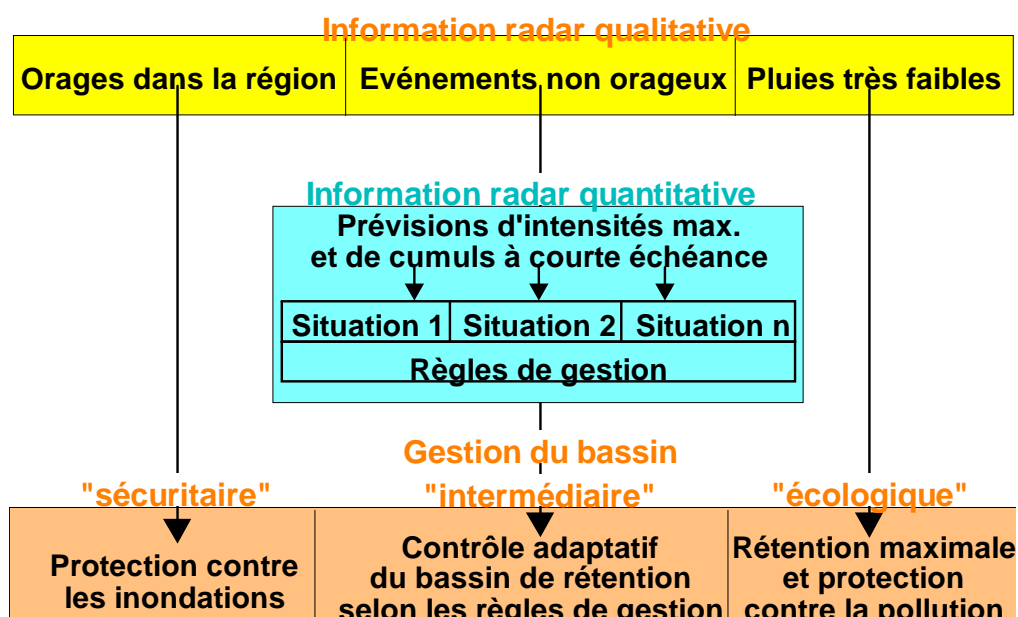 Information radar qualitative
Orages dans la région Evénements non orageux Pluies très faibles
Information radar quantitative
Prévisions d'intensités max.
et de cumuls à courte échéance
Situation 1 Situation 2 Situation n
Règles de gestion
Gestion du bassin
"sécuritaire" "intermédiaire" "écologique"
Protection contre
les inondations
Contrôle adaptatif
du bassin de rétention
selon les règles de gestion
Rétention maximale
et protection
contre la pollution